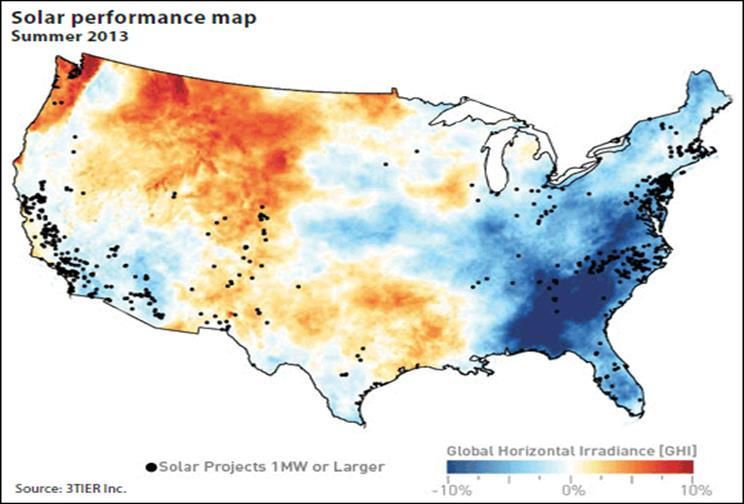 Solar performance map
Summer 2013
Solar Projects 1MW or Larger
Global Horizontal Irradiance [GHI]
-10% 0% 10%
Source: 3TIER Inc.